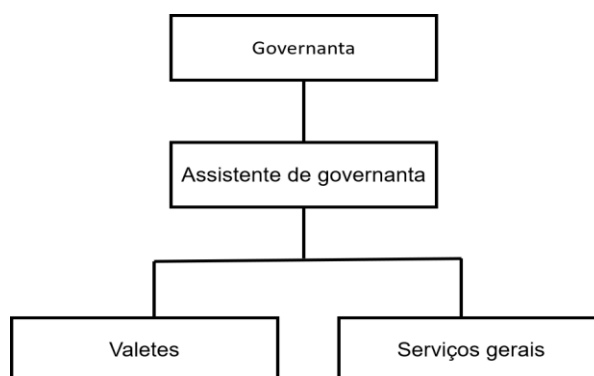 Governanta
Assistente de governanta
Valetes
Serviços gerais